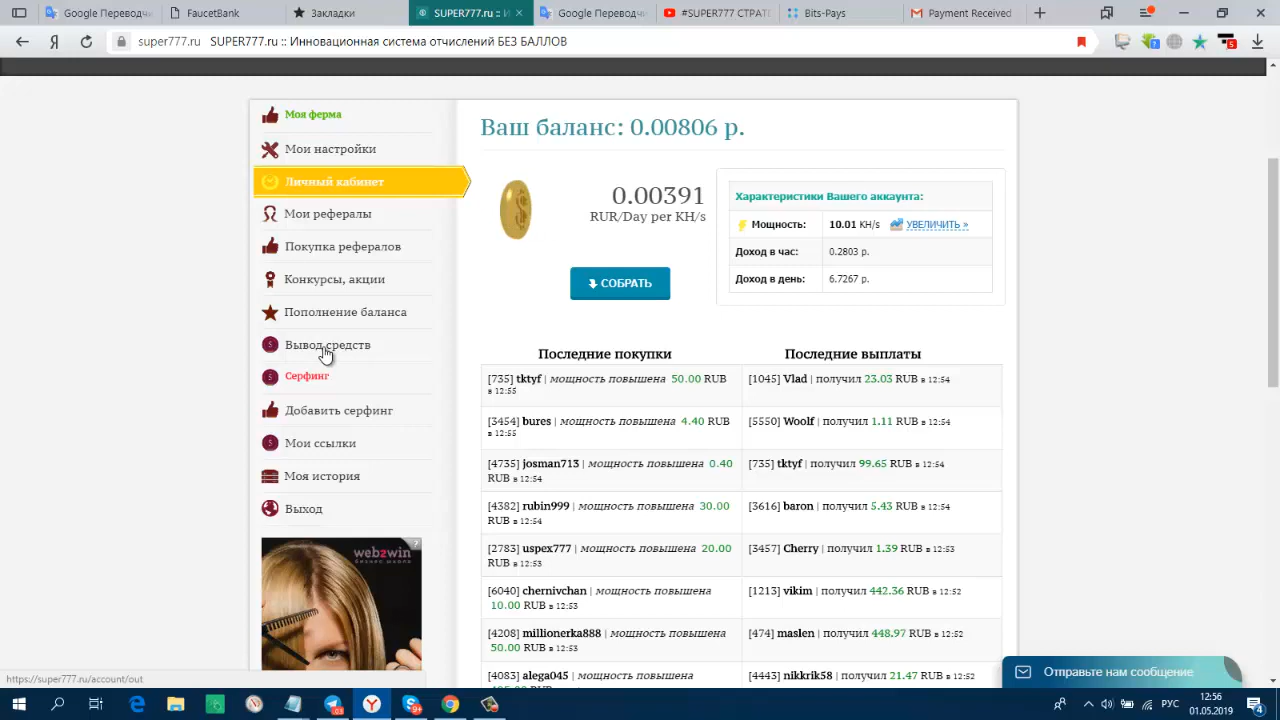 Google Переводч
FaucetBank
Закладки
SUPER777.ru :: И
Google Переводч
#SUPER777 СТРАТ
Bits-Pays
Payment Received
super777.ru SUPER777.ru :: Инновационная система отчислений БЕЗ БАЛЛОВ
Моя ферма
Мои настройки
Личный кабинет
Мои рефералы
Покупка рефералов
Конкурсы, акции
Пополнение баланса
Вывод средств
Серфинг
Добавить серфинг
Мои ссылки
Моя история
Выход
web2win
бизнес школа
Ваш баланс: 0.00806 р.
0.00391
RUR/Day per KH/s
СОБРАТЬ
Характеристики Вашего аккаунта:
Мощность: 10.01 KH/s УВЕЛИЧИТЬ »
Доход в час: 0.2803 р.
Доход в день: 6.7267 р.
Последние покупки
[735] tktyf | мощность повышена 50.00 RUB
в 12:55
[3454] bures | мощность повышена 4.40 RUB
в 12:55
[4735] josman713 | мощность повышена 0.40
RUB в 12:54
[4382] rubin999 | мощность повышена 30.00
RUB в 12:54
[2783] uspex777 | мощность повышена 20.00
RUB в 12:53
[6040] chernivchan | мощность повышена
10.00 RUB в 12:53
[4208] millionerka888 | мощность повышена
50.00 RUB в 12:53
[4083] alega045 | мощность повышена
Последние выплаты
[1045] Vlad | получил 23.03 RUB в 12:54
[5550] Woolf | получил 1.11 RUB в 12:54
[735] tktyf | получил 99.65 RUB в 12:54
[3616] baron | получил 5.43 RUB в 12:54
[3457] Cherry | получил 1.39 RUB в 12:53
[1213] vikim | получил 442.36 RUB в 12:52
[474] maslen | получил 448.97 RUB в 12:52
[4443] nikkrik58 | получил 21.47 RUB в 12:52
Отправьте нам сообщение
https://super777.ru/account/out
РУС
12:56
01.05.2019